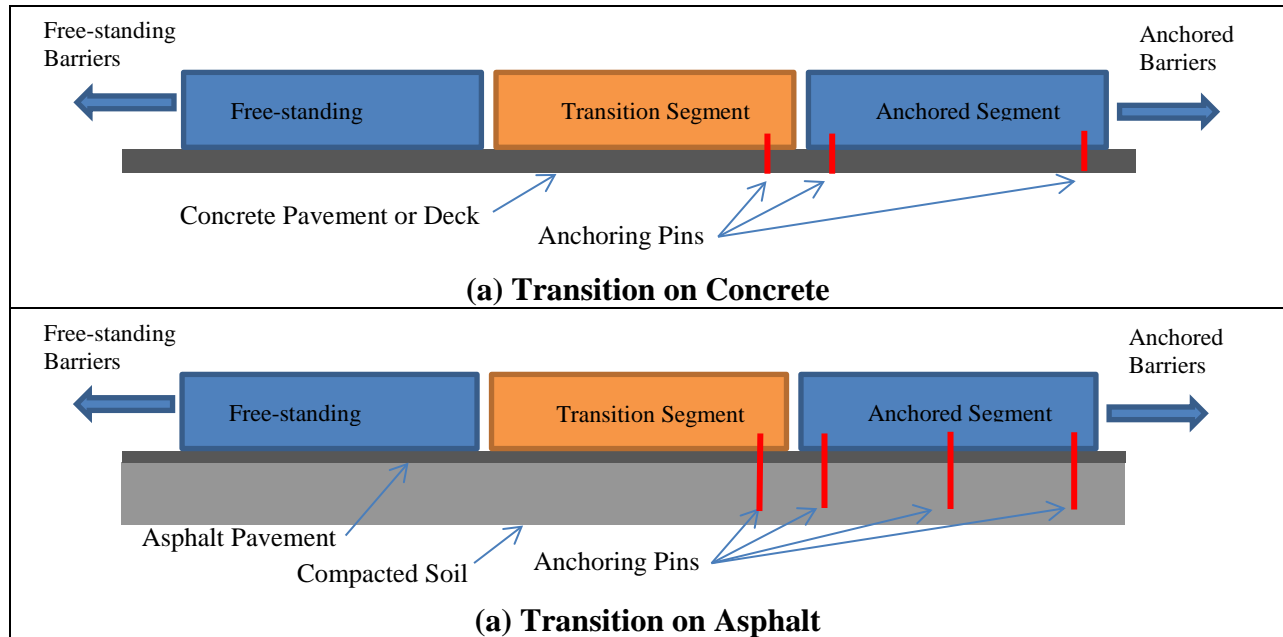 Free-standing
Barriers
Anchored
Barriers
Free-standing
Transition Segment
Anchored Segment
Concrete Pavement or Deck
Anchoring Pins
(a) Transition on Concrete
Free-standing
Barriers
Anchored
Barriers
Free-standing
Transition Segment
Anchored Segment
Asphalt Pavement
Anchoring Pins
Compacted Soil
(a) Transition on Asphalt